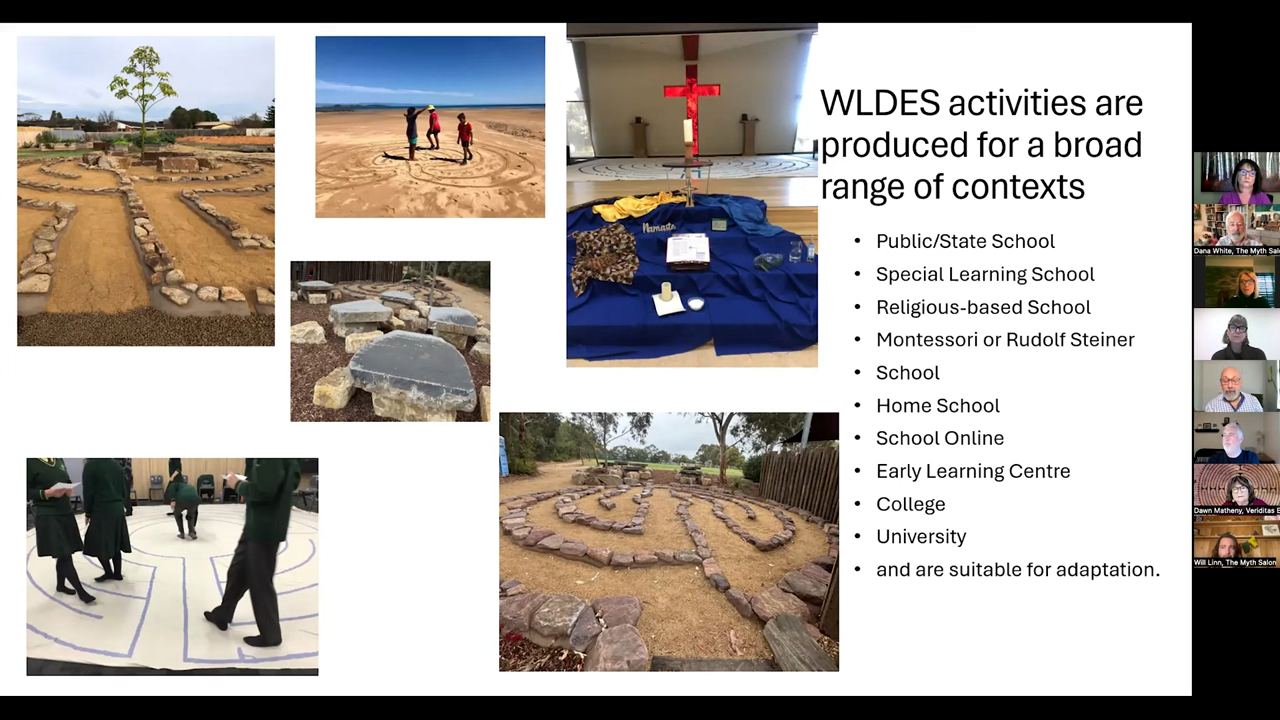 WLDES activities are
produced for a broad
range of contexts
• Public/State School
• Special Learning School
• Religious-based School
• Montessori or Rudolf Steiner
• School
• Home School
• School Online
• Early Learning Centre
• College
• University
• and are suitable for adaptation.
Namaste
Dana White, The Myth Sal
Dawn Matheny, Veriditas E
Will Linn, The Myth Salon